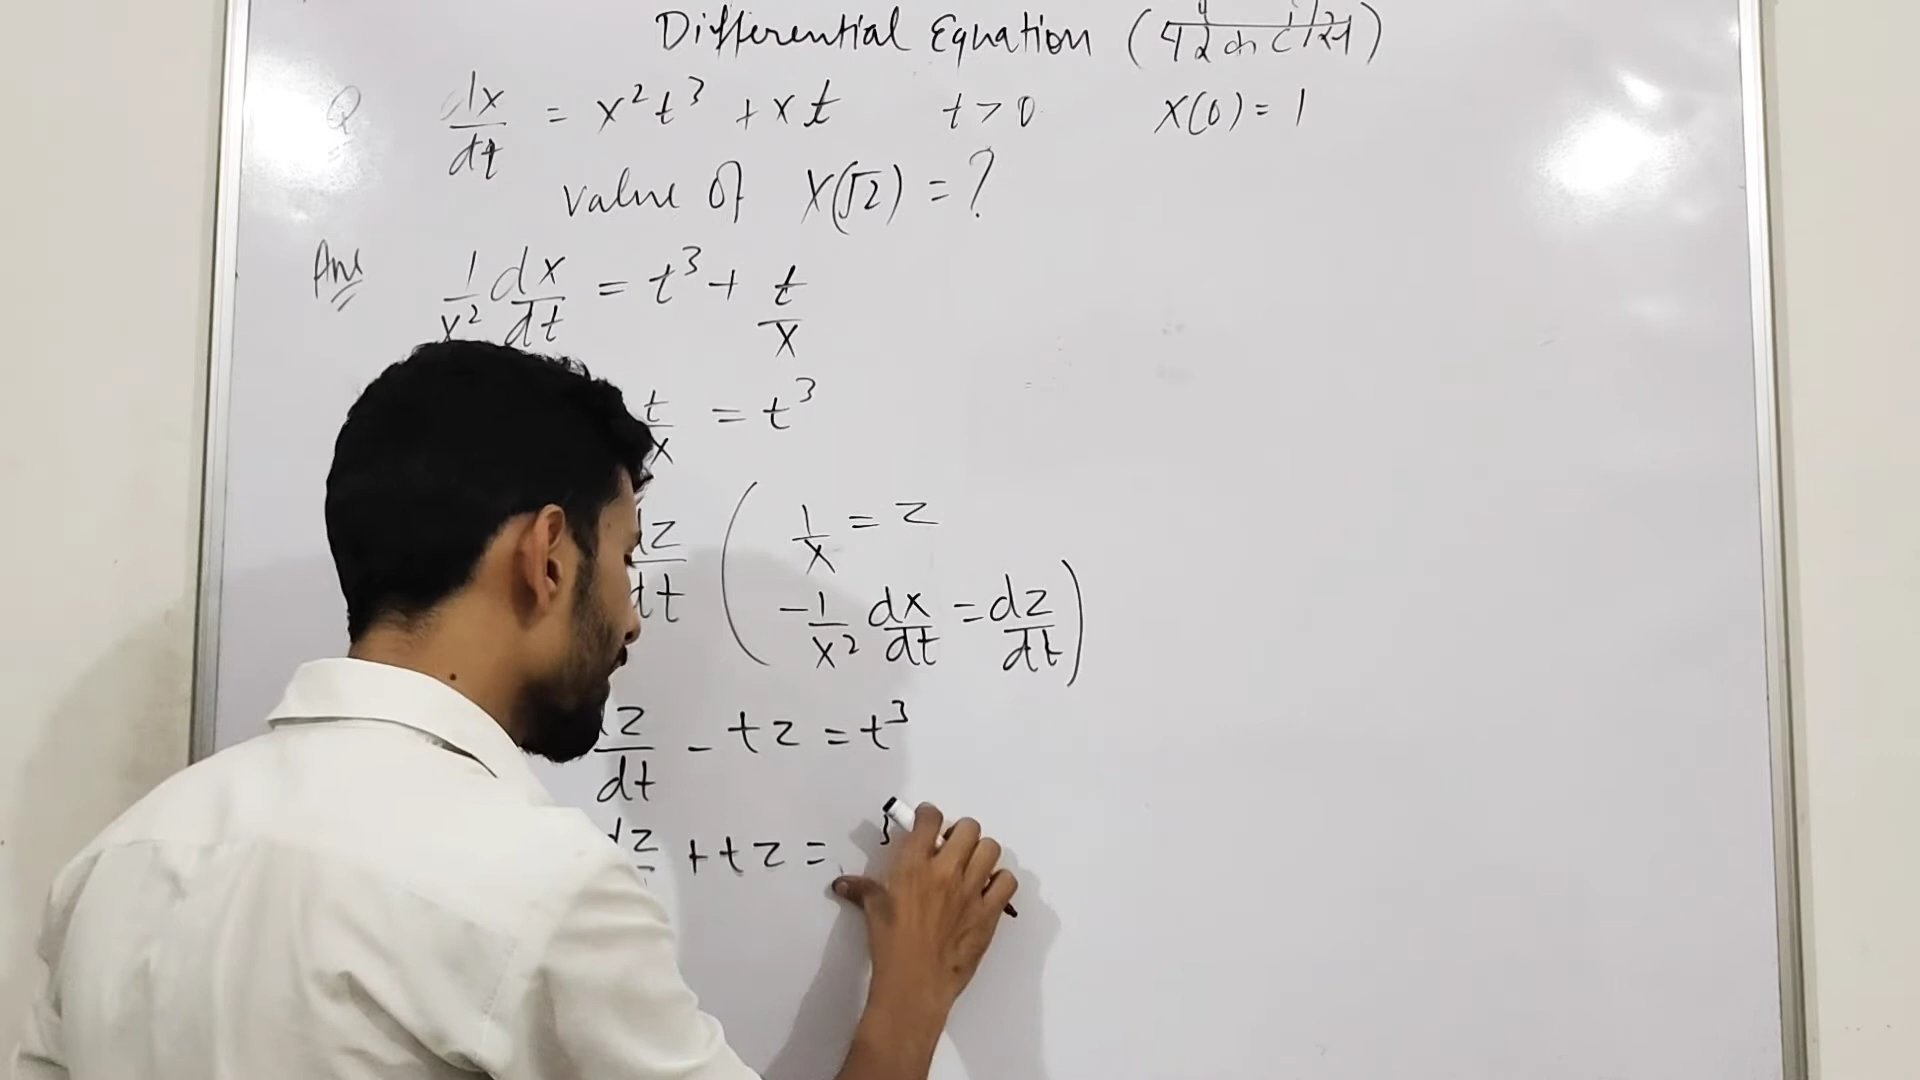 Differential Equation (
Q dx/dt = x²t³ + xt t > 0 x(0) = 1
value of x(√2) = ?
Ans 1/x² dx/dt = t³ + t/x
t/x = t³
dz/dt ( 1/x = z
-1/x² dx/dt = dz/dt )
dz/dt - tz = t³
dz + tz =